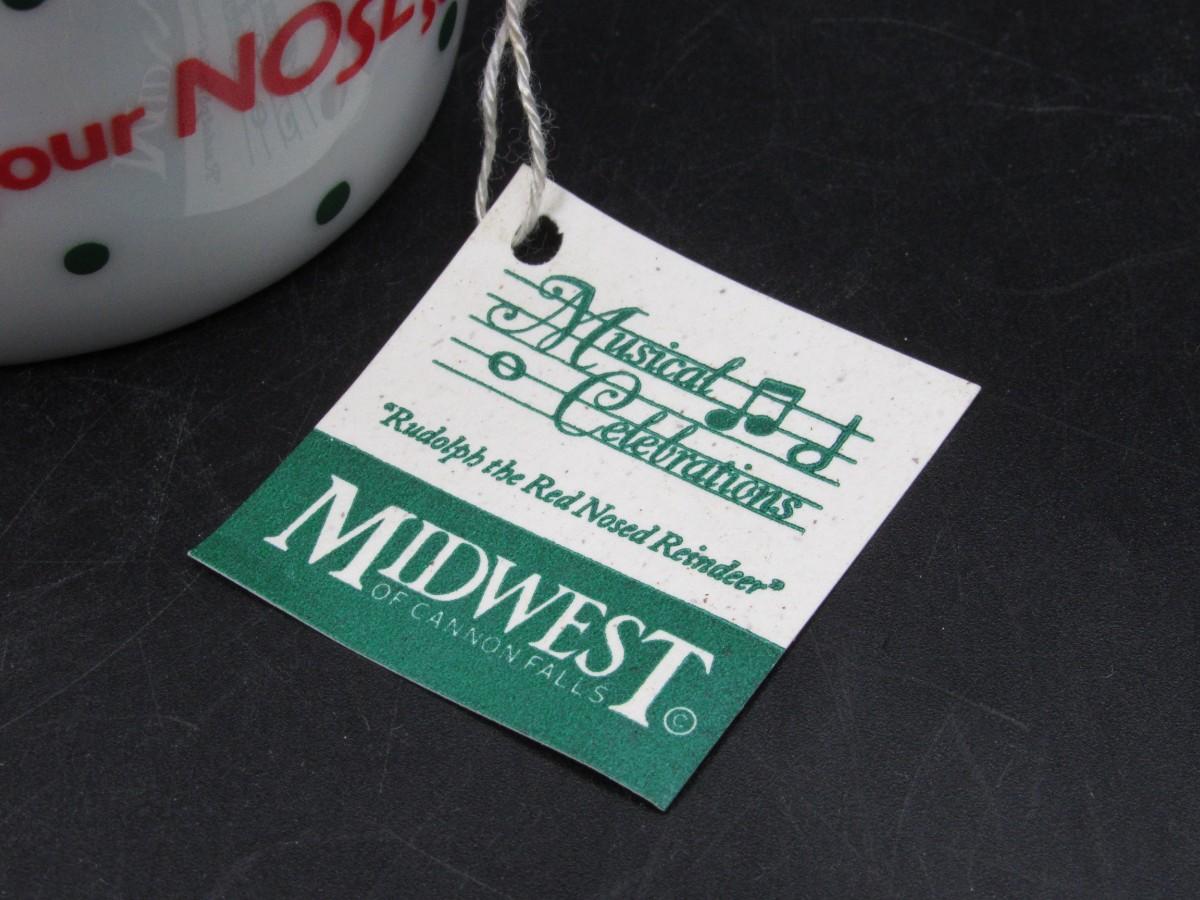 our NOSE,
Musical
Celebrations
"Rudolph the Red Nosed Reindeer"
MIDWEST
OF CANNON FALLS
©